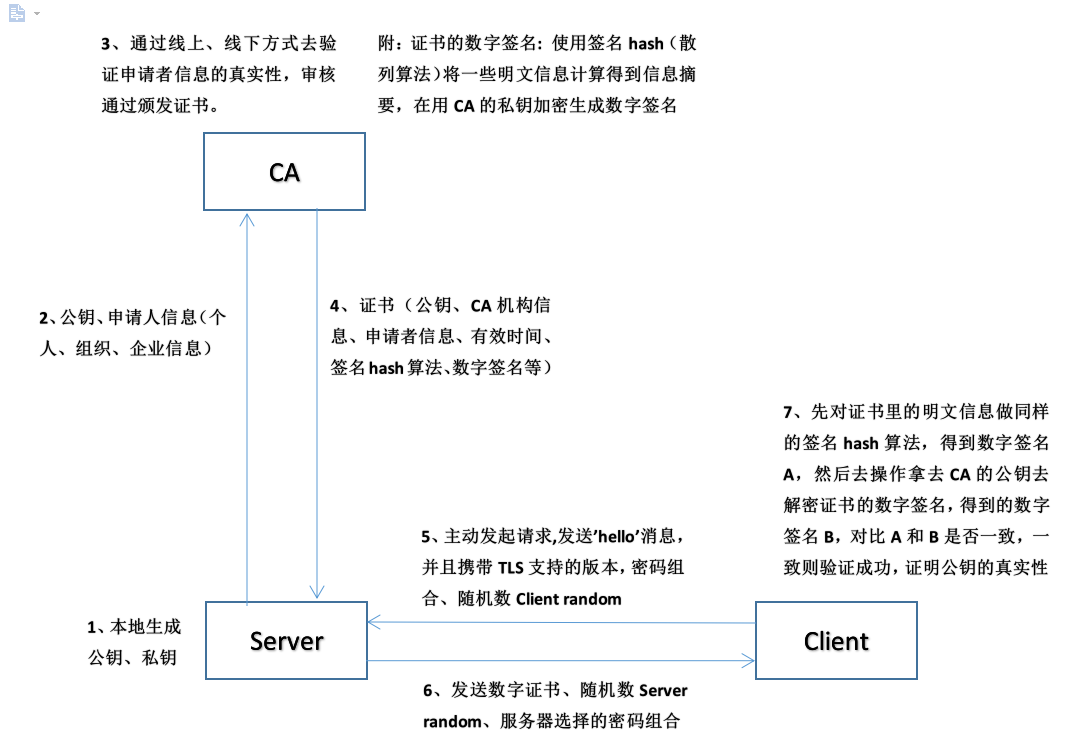 3、通过线上、线下方式去验
证申请者信息的真实性，审核
通过颁发证书。
附：证书的数字签名: 使用签名 hash（散
列算法）将一些明文信息计算得到信息摘
要，在用 CA 的私钥加密生成数字签名
CA
2、公钥、申请人信息（个
人、组织、企业信息）
4、证书（公钥、CA 机构信
息、申请者信息、有效时间、
签名 hash 算法、数字签名等）
7、先对证书里的明文信息做同样
的签名 hash 算法，得到数字签名
A，然后去操作拿去 CA 的公钥去
解密证书的数字签名，得到的数字
签名 B，对比 A 和 B 是否一致，一
致则验证成功，证明公钥的真实性
5、主动发起请求,发送’hello’消息，
并且携带 TLS 支持的版本，密码组
合、随机数 Client random
1、本地生成
公钥、私钥
Server
Client
6、发送数字证书、随机数 Server
random、服务器选择的密码组合